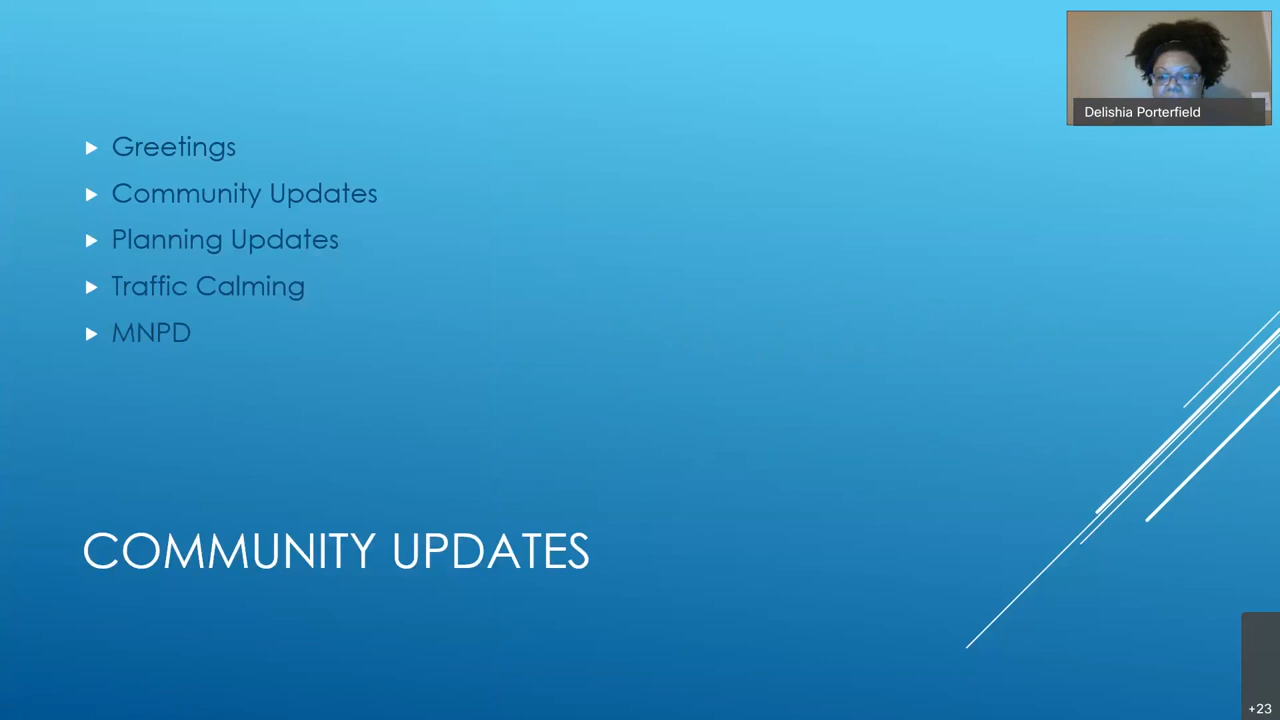 Delishia Porterfield
Greetings
Community Updates
Planning Updates
Traffic Calming
MNPD
COMMUNITY UPDATES
+23